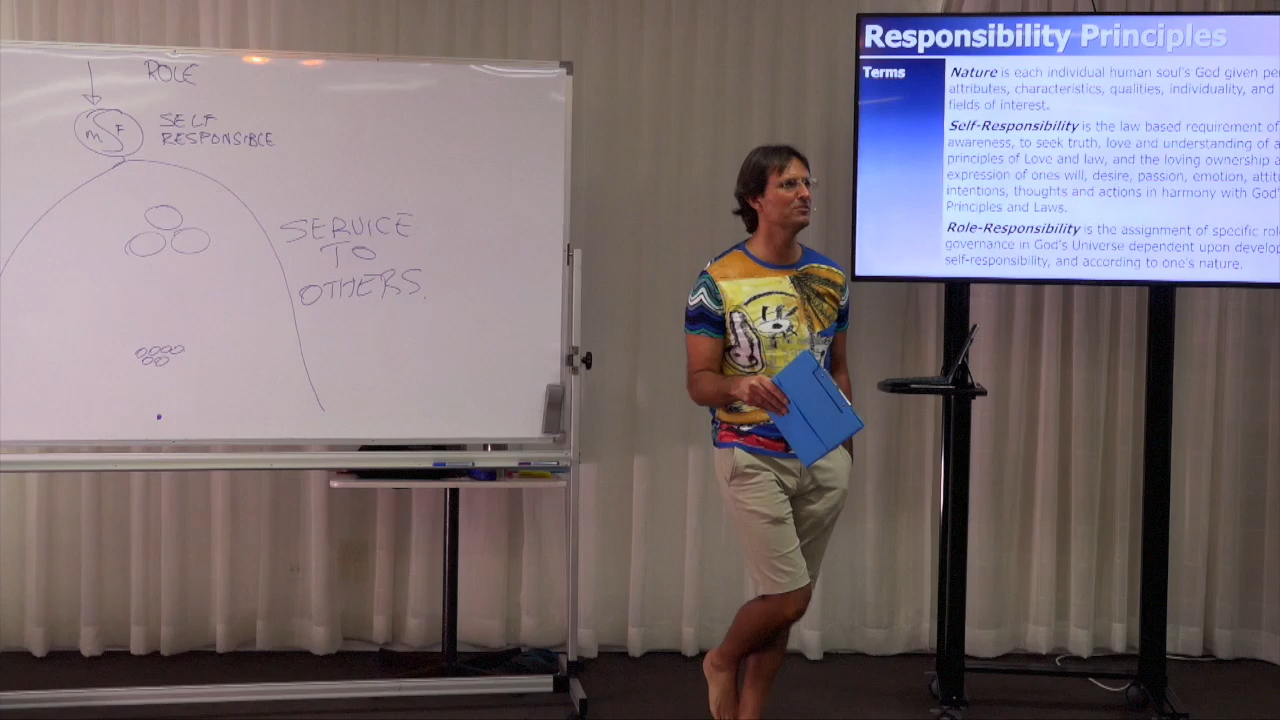 ROLE
m F
SELF
RESPONSIBLE
SERVICE
TO
OTHERS.
Responsibility Principles
Terms
Nature is each individual human soul's God given pe
attributes, characteristics, qualities, individuality, and
fields of interest.
Self-Responsibility is the law based requirement of
awareness, to seek truth, love and understanding of a
principles of Love and law, and the loving ownership a
expression of ones will, desire, passion, emotion, attit
intentions, thoughts and actions in harmony with God'
Principles and Laws.
Role-Responsibility is the assignment of specific rol
governance in God's Universe dependent upon develop
self-responsibility, and according to one's nature.